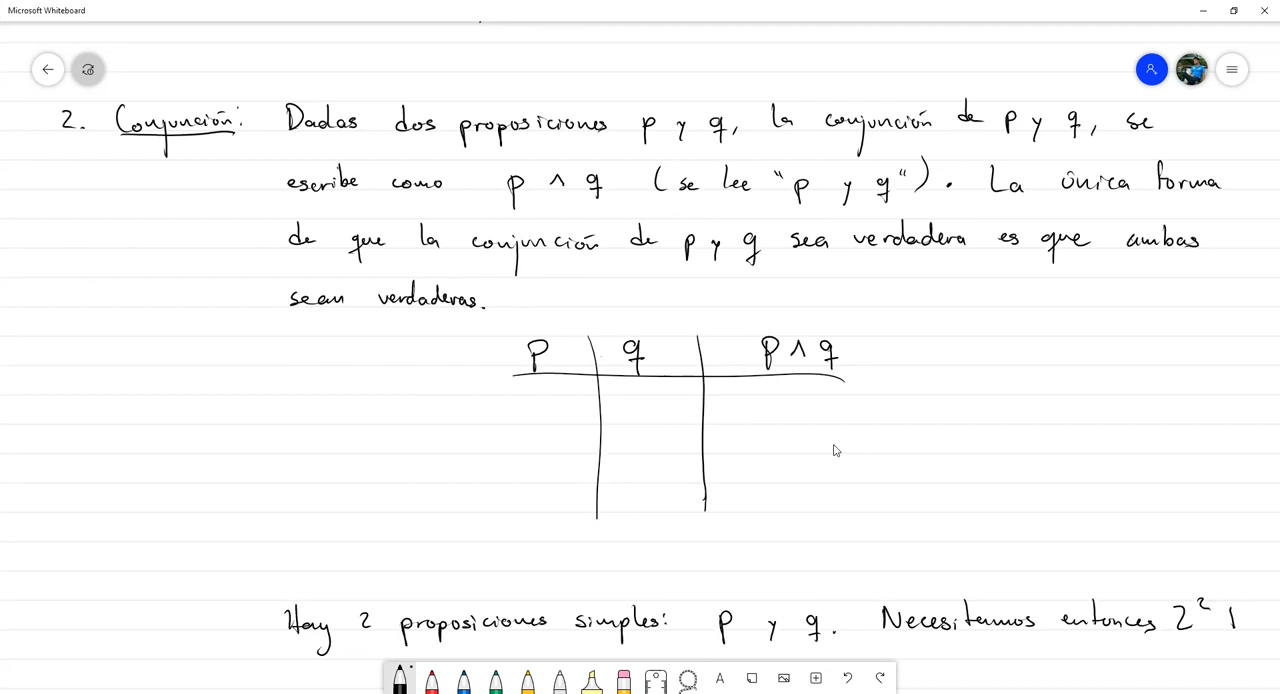 Microsoft Whiteboard
2. Conjunción: Dadas dos proposiciones p y q, la conjunción de p y q, se
escribe como p ∧ q (se lee "p y q"). La única forma
de que la conjunción de p y q sea verdadera es que ambas
sean verdaderas.
p q p ∧ q
Hay 2 proposiciones simples: p y q. Necesitamos entonces 2²
A